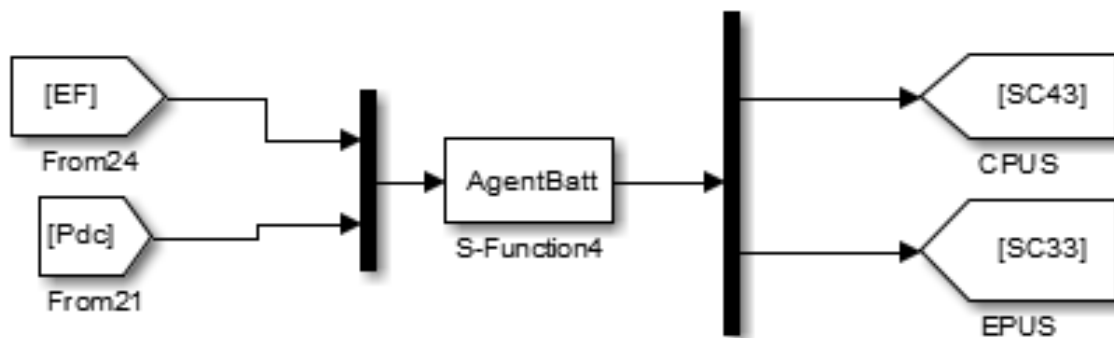 [EF]
From24
[Pdc]
From21
AgentBatt
S-Function4
[SC43]
CPUS
[SC33]
EPUS